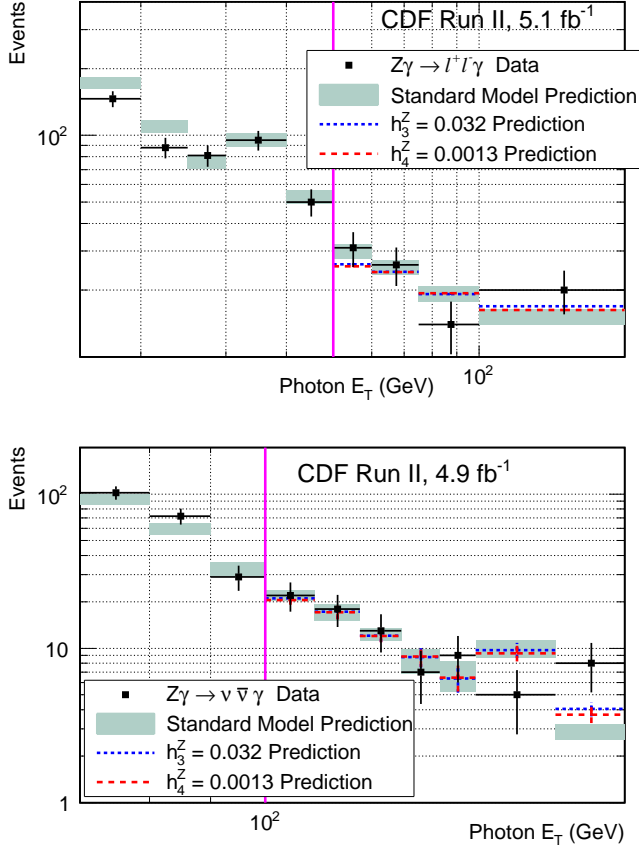 CDF Run II, 5.1 fb⁻¹
Events
Zγ → l⁺l⁻γ Data
Standard Model Prediction
h₃ᶻ = 0.032 Prediction
h₄ᶻ = 0.0013 Prediction
10²
10²
Photon E_T (GeV)
CDF Run II, 4.9 fb⁻¹
Events
10²
10
Zγ → ν ν̅ γ Data
Standard Model Prediction
h₃ᶻ = 0.032 Prediction
h₄ᶻ = 0.0013 Prediction
1
10²
Photon E_T (GeV)